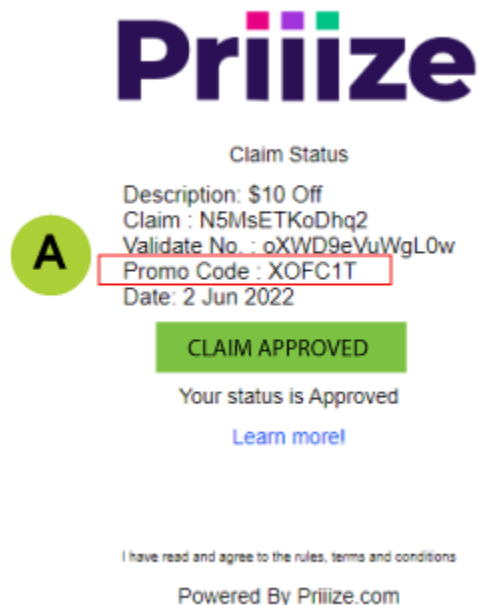 Priiize
Claim Status
Description: $10 Off
Claim : N5MsETKoDhq2
Validate No. : oXWD9eVuWgL0w
A
Promo Code : XOFC1T
Date: 2 Jun 2022
CLAIM APPROVED
Your status is Approved
Learn more!
I have read and agree to the rules, terms and conditions
Powered By Priiize.com